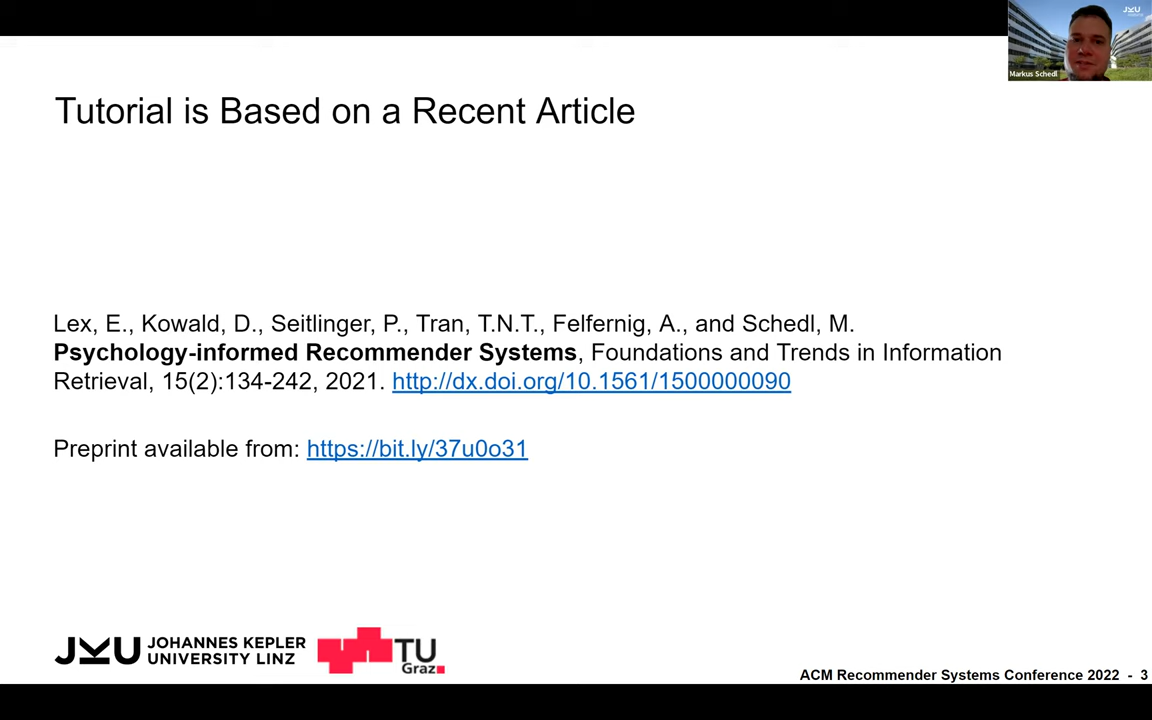 JKU
Markus Schedl
Tutorial is Based on a Recent Article
Lex, E., Kowald, D., Seitlinger, P., Tran, T.N.T., Felfernig, A., and Schedl, M.
Psychology-informed Recommender Systems, Foundations and Trends in Information
Retrieval, 15(2):134-242, 2021. http://dx.doi.org/10.1561/1500000090
Preprint available from: https://bit.ly/37u0o31
JKU JOHANNES KEPLER
UNIVERSITY LINZ
TU
Graz
ACM Recommender Systems Conference 2022 - 3